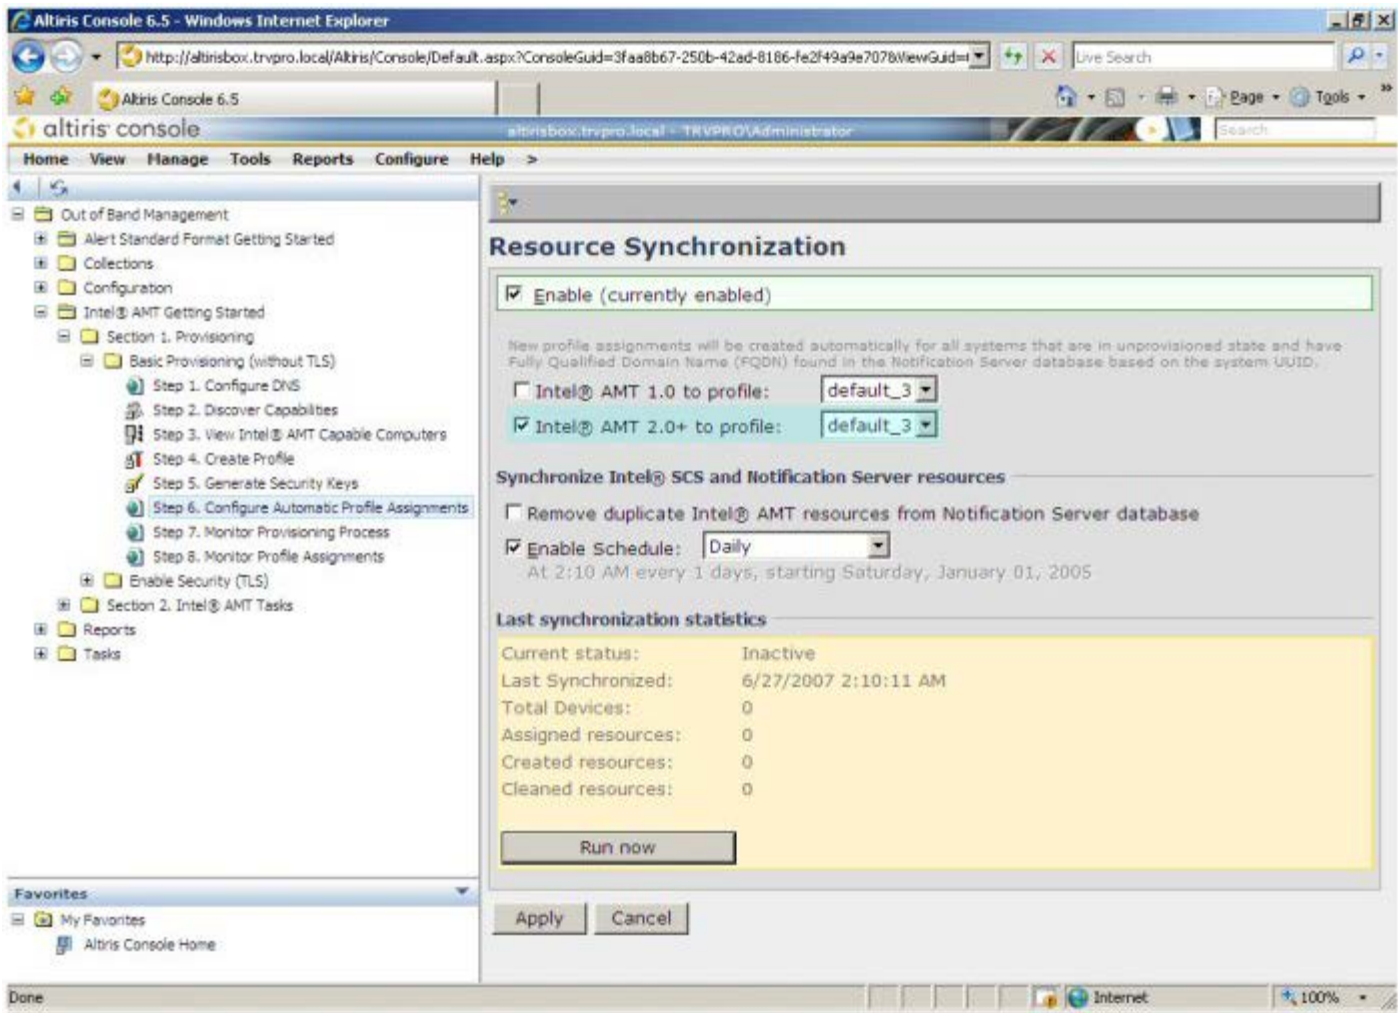 Altiris Console 6.5 - Windows Internet Explorer
http://altirisbox.trvpro.local/Altiris/Console/Default.aspx?ConsoleGuid=3faa8b67-250b-42ad-8186-fe2f49a9e707&ViewGuid=
Live Search
Altiris Console 6.5
Page
Tools
altiris console
altirisbox.trvpro.local - TRVPRO\Administrator
Search
Home View Manage Tools Reports Configure Help >
Out of Band Management
Alert Standard Format Getting Started
Collections
Configuration
Intel® AMT Getting Started
Section 1. Provisioning
Basic Provisioning (without TLS)
Step 1. Configure DNS
Step 2. Discover Capabilities
Step 3. View Intel® AMT Capable Computers
Step 4. Create Profile
Step 5. Generate Security Keys
Step 6. Configure Automatic Profile Assignments
Step 7. Monitor Provisioning Process
Step 8. Monitor Profile Assignments
Enable Security (TLS)
Section 2. Intel® AMT Tasks
Reports
Tasks
Favorites
My Favorites
Altiris Console Home
Resource Synchronization
Enable (currently enabled)
New profile assignments will be created automatically for all systems that are in unprovisioned state and have
Fully Qualified Domain Name (FQDN) found in the Notification Server database based on the system UUID.
Intel® AMT 1.0 to profile: default_3
Intel® AMT 2.0+ to profile: default_3
Synchronize Intel® SCS and Notification Server resources
Remove duplicate Intel® AMT resources from Notification Server database
Enable Schedule: Daily
At 2:10 AM every 1 days, starting Saturday, January 01, 2005
Last synchronization statistics
Current status: Inactive
Last Synchronized: 6/27/2007 2:10:11 AM
Total Devices: 0
Assigned resources: 0
Created resources: 0
Cleaned resources: 0
Run now
Apply Cancel
Done
Internet
100%